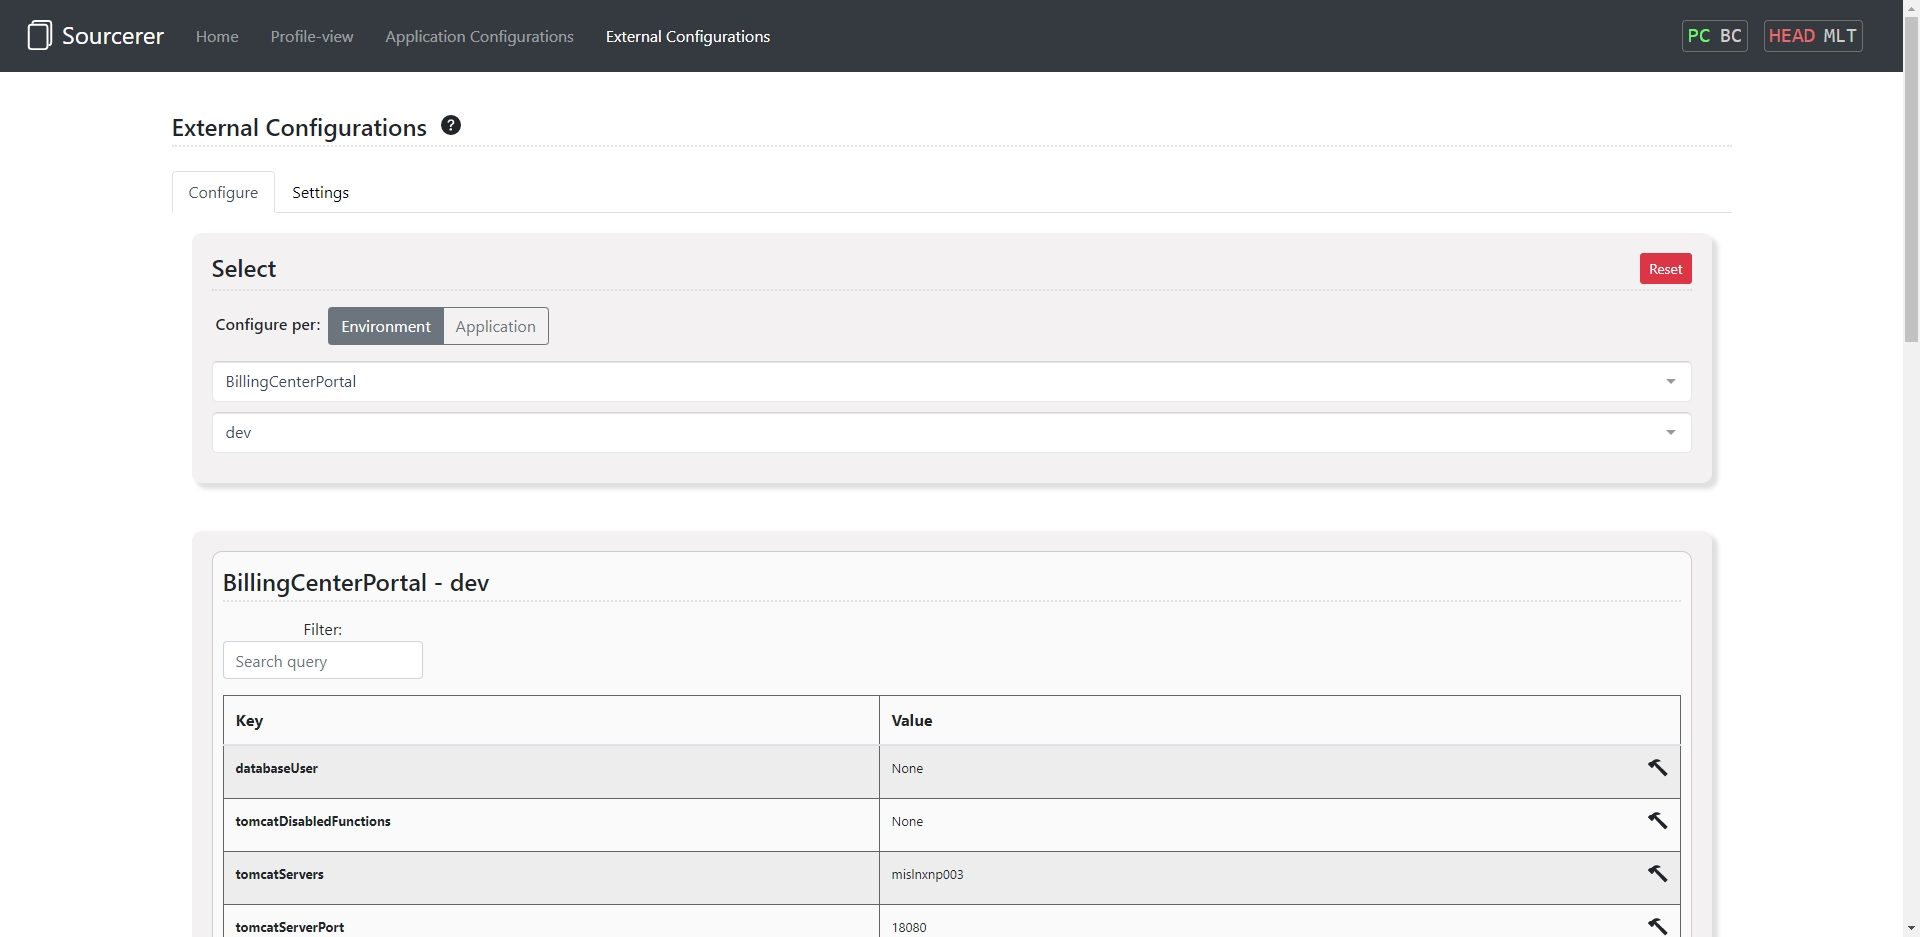 Sourcerer Home Profile-view Application Configurations External Configurations PC BC HEAD MLT
External Configurations ?
Configure Settings
Select Reset
Configure per: Environment Application
BillingCenterPortal
dev
BillingCenterPortal - dev
Filter:
Search query
Key Value
databaseUser None
tomcatDisabledFunctions None
tomcatServers mislnxnp003
tomcatServerPort 18080